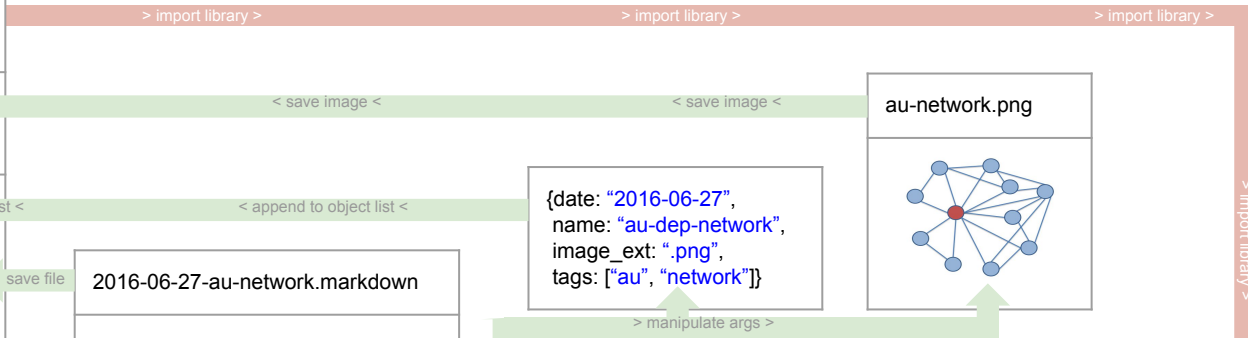 > import library > > import library > > import library >
< save image < < save image <
au-network.png
{date: “2016-06-27”,
name: “au-dep-network”,
image_ext: “.png”,
tags: [“au”, “network”]}
> import library >
st < < append to object list <
save file
2016-06-27-au-network.markdown
> manipulate args >